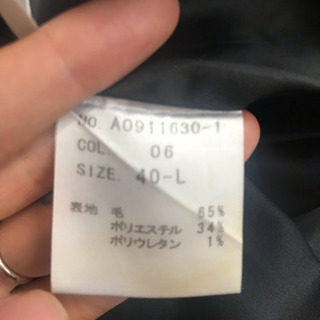 NO. A0911630-1
COL. 06
SIZE. 40-L
表地 毛 65%
ポリエステル 34%
ポリウレタン 1%